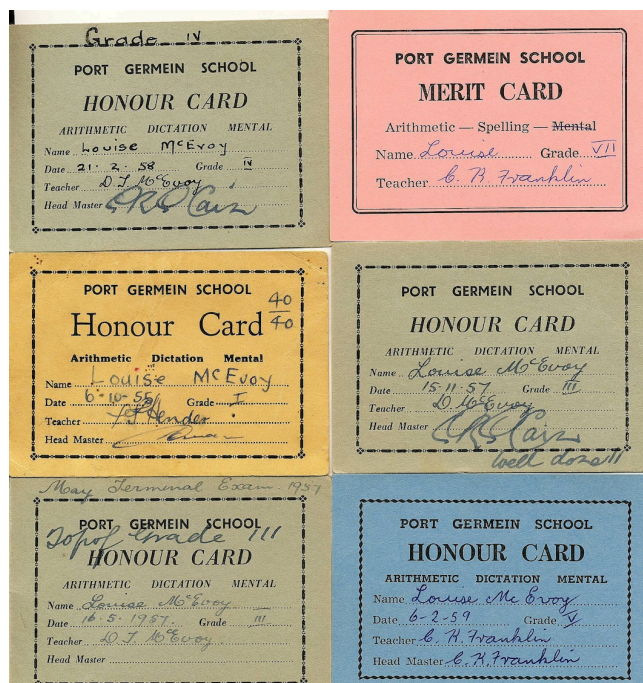 Grade IV
PORT GERMEIN SCHOOL
HONOUR CARD
ARITHMETIC DICTATION MENTAL
Name Louise McEvoy
Date 21. 2. 58 Grade IV
Teacher D J McEvoy
Head Master
PORT GERMEIN SCHOOL
MERIT CARD
Arithmetic — Spelling — Mental
Name Louise Grade VII
Teacher C. R. Franklin
PORT GERMEIN SCHOOL
40
40
Honour Card
Arithmetic Dictation Mental
Name Louise McEvoy
Date 6-10-55 Grade I
Teacher Hender
Head Master
PORT GERMEIN SCHOOL
HONOUR CARD
ARITHMETIC DICTATION MENTAL
Name Louise McEvoy
Date 15-11-57 Grade III
Teacher D McEvoy
Head Master
Well done!!
May Terminal Exam. 1957
PORT GERMEIN SCHOOL
Top of Grade III
HONOUR CARD
ARITHMETIC DICTATION MENTAL
Name Louise McEvoy
Date 16. 5. 1957. Grade III
Teacher D. J. McEvoy
Head Master
PORT GERMEIN SCHOOL
HONOUR CARD
ARITHMETIC DICTATION MENTAL
Name Louise Mc Evoy
Date 6-2-59 Grade V
Teacher C. R. Franklin
Head Master C. R. Franklin